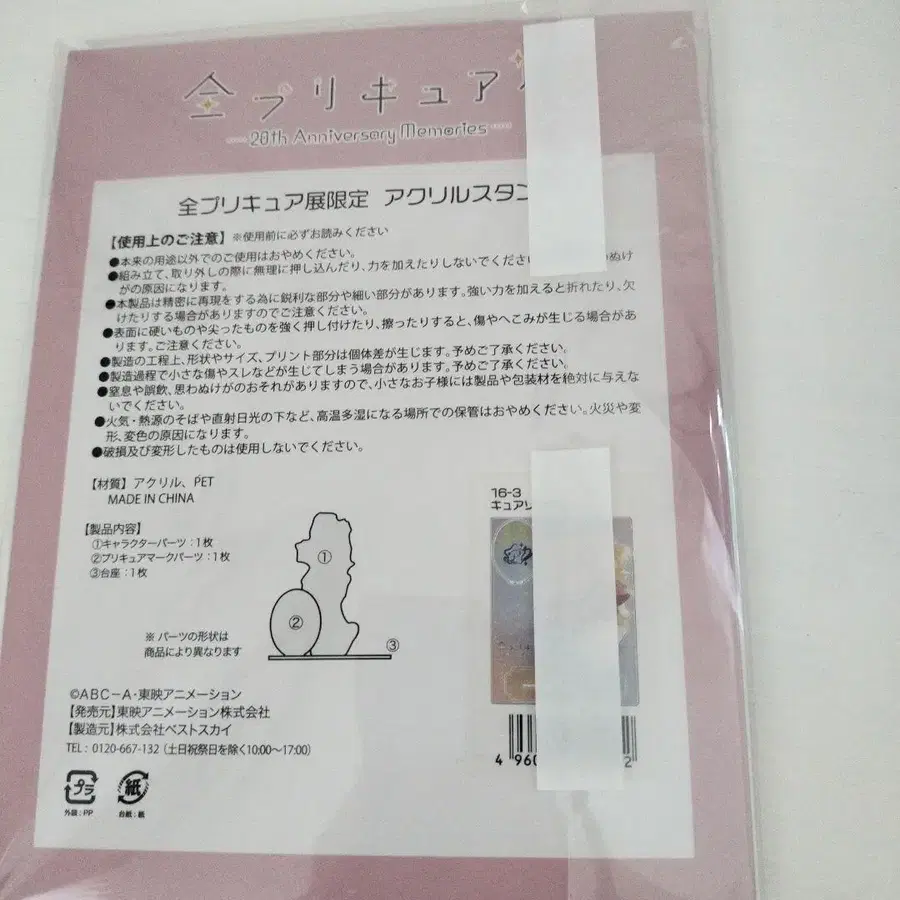 全プリキュア
20th Anniversary Memories
全プリキュア展限定 アクリルスタン
【使用上のご注意】※使用前に必ずお読みください
●本来の用途以外でのご使用はおやめください。
●組み立て、取り外しの際に無理に押し込んだり、力を加えたりしないでください
がの原因になります。
●本製品は精密に再現をする為に鋭利な部分や細い部分があります。強い力を加えると折れたり、欠
けたりする場合がありますのでご注意ください。
●表面に硬いものや尖ったものを強く押し付けたり、擦ったりすると、傷やへこみが生じる場合があ
ります。ご注意ください。
●製造の工程上、形状やサイズ、プリント部分は個体差が生じます。予めご了承ください。
●製造過程で小さな傷やスレなどが生じてしまう場合があります。予めご了承ください。
●窒息や誤飲、思わぬけがのおそれがありますので、小さなお子様には製品や包装材を絶対に与えな
いでください。
●火気・熱源のそばや直射日光の下など、高温多湿になる場所での保管はおやめください。火災や変
形、変色の原因になります。
●破損及び変形したものは使用しないでください。
【材質】アクリル、PET
MADE IN CHINA
【製品内容】
①キャラクターパーツ：1枚
②プリキュアマークパーツ：1枚
③台座：1枚
①
②
③
※ パーツの形状は
商品により異なります
16-3
キュア
4 960
2
©ABC-A・東映アニメーション
【発売元】東映アニメーション株式会社
【製造元】株式会社ベストスカイ
TEL： 0120-667-132（土日祝祭日を除く10:00～17:00）
プラ
紙
外装：PP
台紙：紙